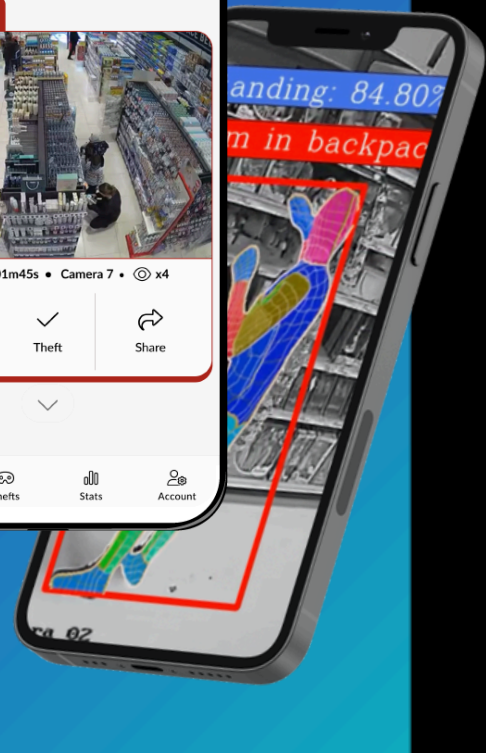 anding: 84.80%
m in backpac
01m45s • Camera 7 • x4
Theft
Share
hefts
Stats
Account
ra 02